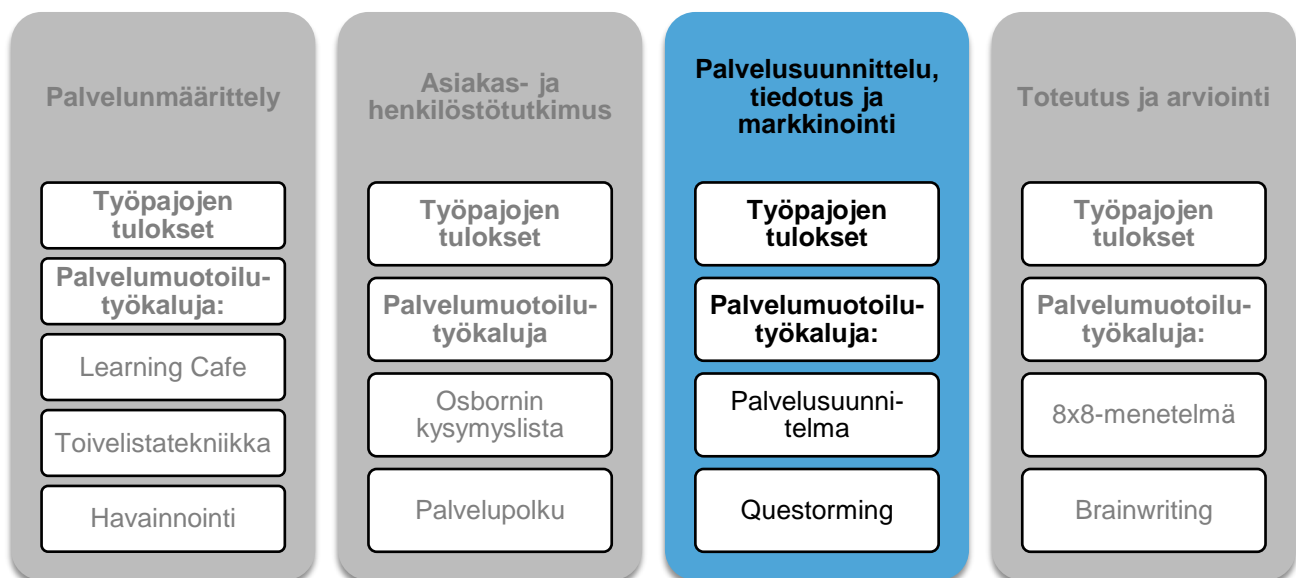 Palvelunmäärittely
Työpajojen
tulokset
Palvelumuotoilu-
työkaluja:
Learning Cafe
Toivelistatekniikka
Havainnointi
Asiakas- ja
henkilöstötutkimus
Työpajojen
tulokset
Palvelumuotoilu-
työkaluja
Osbornin
kysymyslista
Palvelupolku
Palvelusuunnittelu,
tiedotus ja
markkinointi
Työpajojen
tulokset
Palvelumuotoilu-
työkaluja:
Palvelusuunni-
telma
Questorming
Toteutus ja arviointi
Työpajojen
tulokset
Palvelumuotoilu-
työkaluja:
8x8-menetelmä
Brainwriting